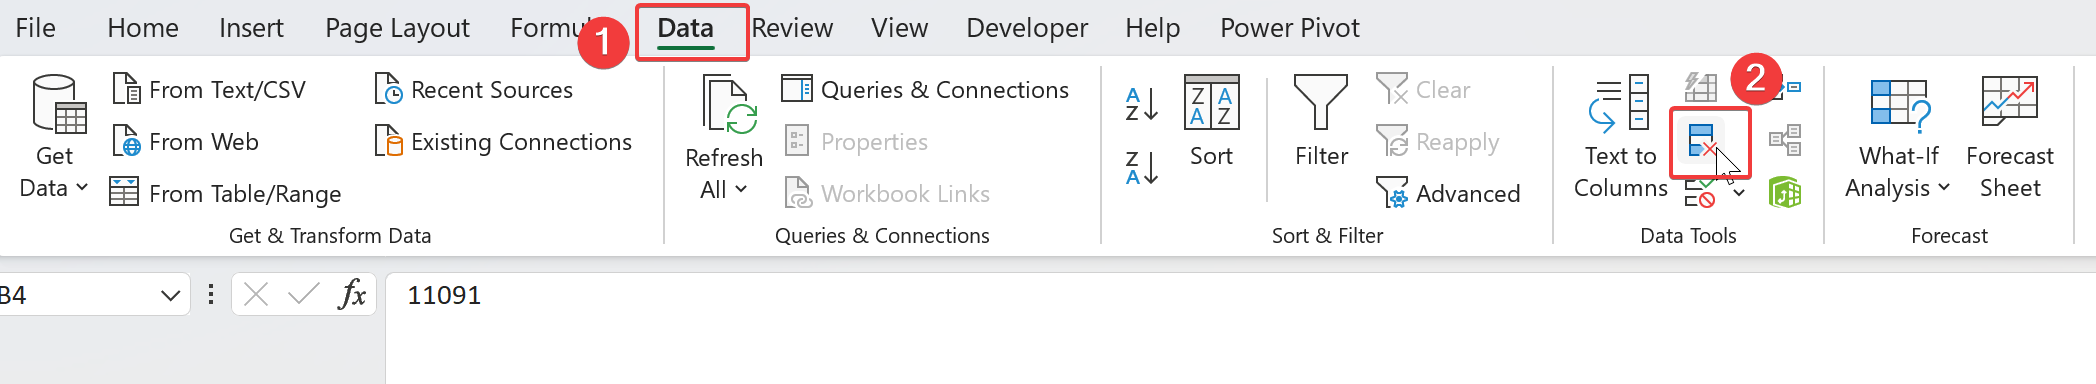 File Home Insert Page Layout Formu 1 Data Review View Developer Help Power Pivot
Get Data
From Text/CSV
From Web
From Table/Range
Recent Sources
Existing Connections
Get & Transform Data
Refresh All
Queries & Connections
Properties
Workbook Links
Queries & Connections
A
Z
Z
A
Z A
A Z
Sort
Filter
Clear
Reapply
Advanced
Sort & Filter
Text to
Columns
2
Data Tools
What-If
Analysis
Forecast
Sheet
Forecast
B4 fx 11091